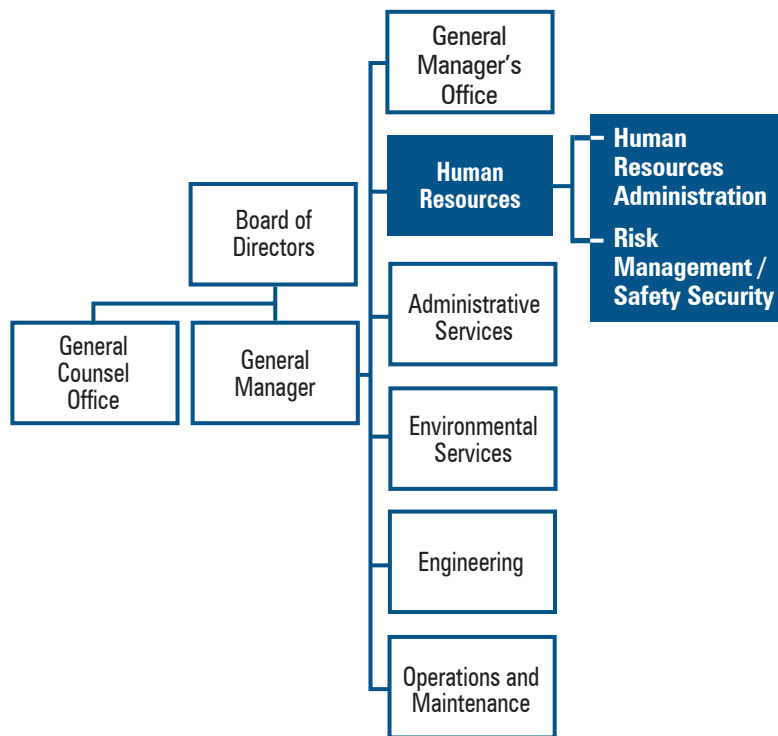 General
Manager's
Office
Human
Resources
Human
Resources
Administration
Risk
Management /
Safety Security
Board of
Directors
General
Counsel
Office
General
Manager
Administrative
Services
Environmental
Services
Engineering
Operations and
Maintenance